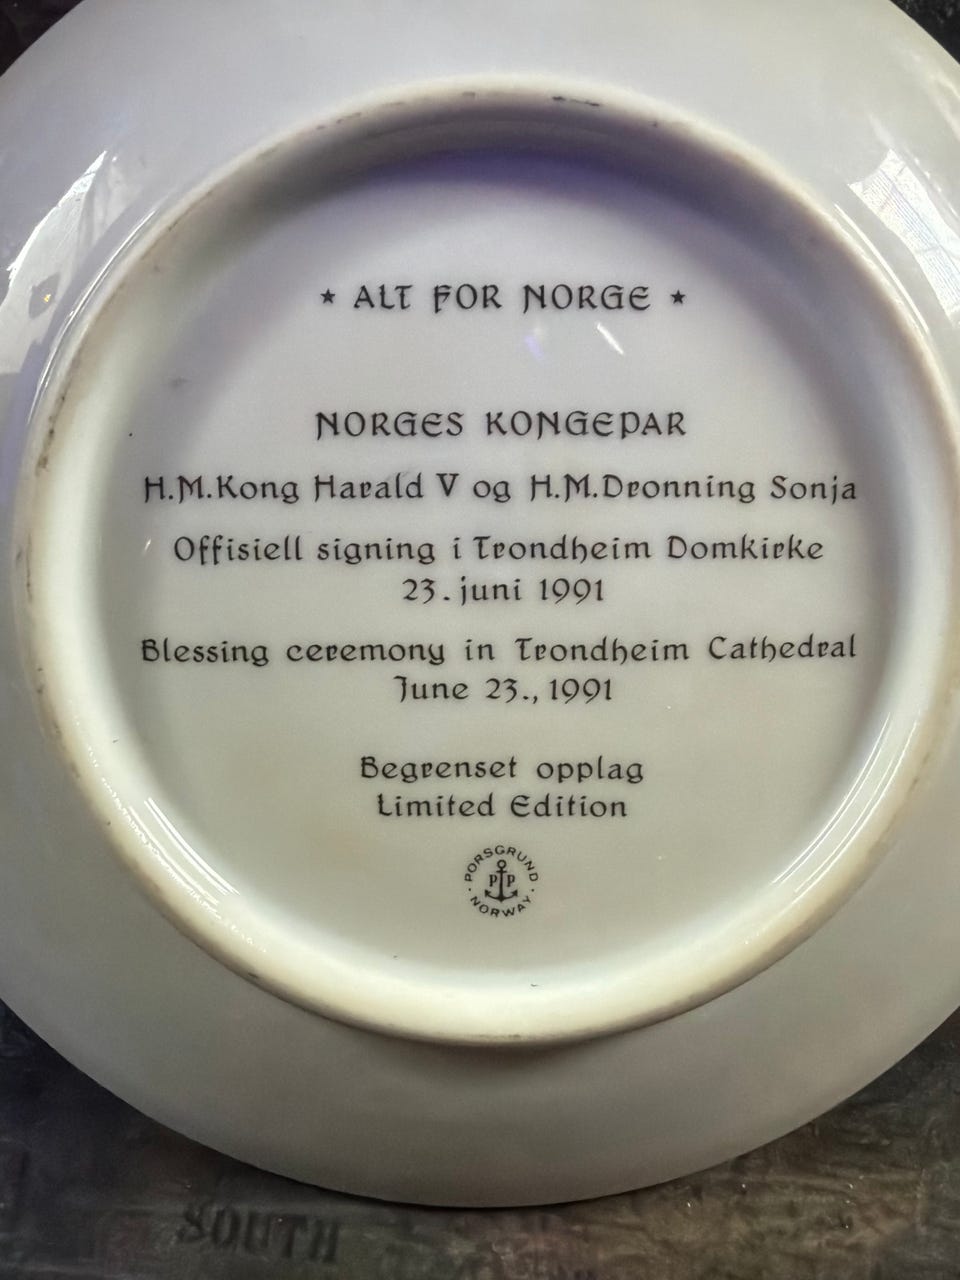 ★ ALT FOR NORGE ★
NORGES KONGEPAR
H.M.Kong Harald V og H.M.Dronning Sonja
Offisiell signing i Trondheim Domkirke
23. juni 1991
Blessing ceremony in Trondheim Cathedral
June 23., 1991
Begrenset opplag
Limited Edition
PORSGRUND
PP
NORWAY
SOUTH